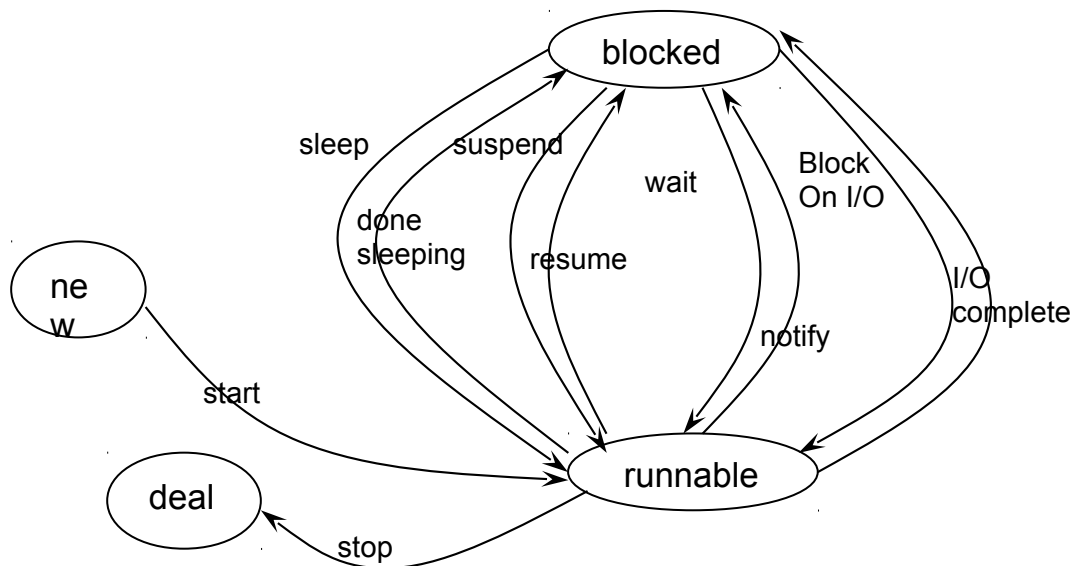 blocked
sleep
suspend
wait
Block
On I/O
done
sleeping
resume
ne
w
I/O
complete
notify
start
runnable
deal
stop